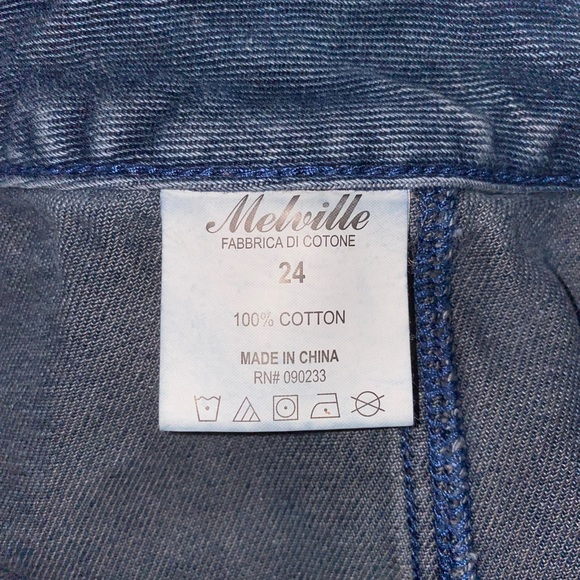 Melville
FABBRICA DI COTONE
24
100% COTTON
MADE IN CHINA
RN# 090233